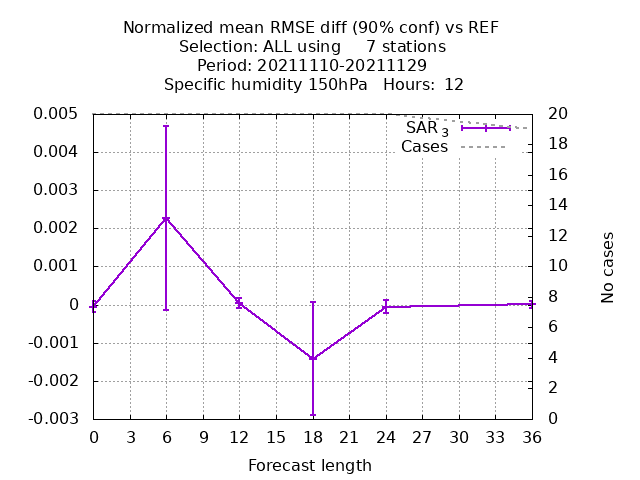 Normalized mean RMSE diff (90% conf) vs REF
Selection: ALL using     7 stations
Period: 20211110-20211129
Specific humidity 150hPa   Hours:  12
0.005
0.004
0.003
0.002
0.001
0
-0.001
-0.002
-0.003
SAR 3
Cases
20
18
16
14
12
10
8
6
4
2
0
No cases
0 3 6 9 12 15 18 21 24 27 30 33 36
Forecast length